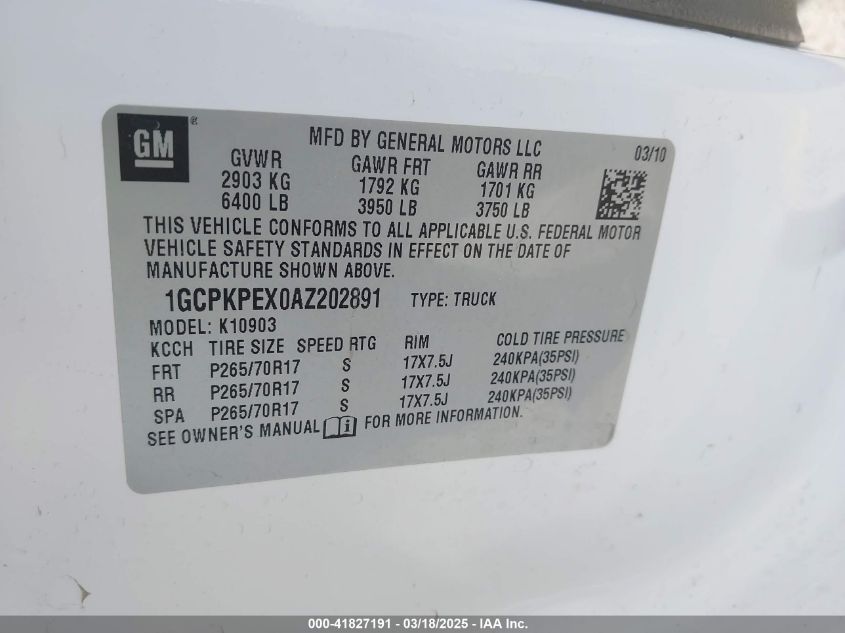 GM ®
MFD BY GENERAL MOTORS LLC 03/10
GVWR GAWR FRT GAWR RR
2903 KG 1792 KG 1701 KG
6400 LB 3950 LB 3750 LB
THIS VEHICLE CONFORMS TO ALL APPLICABLE U.S. FEDERAL MOTOR
VEHICLE SAFETY STANDARDS IN EFFECT ON THE DATE OF
MANUFACTURE SHOWN ABOVE.
1GCPKPEX0AZ202891 TYPE: TRUCK
MODEL: K10903
KCCH TIRE SIZE SPEED RTG RIM COLD TIRE PRESSURE
FRT P265/70R17 S 17X7.5J 240KPA(35PSI)
RR P265/70R17 S 17X7.5J 240KPA(35PSI)
SPA P265/70R17 S 17X7.5J 240KPA(35PSI)
SEE OWNER'S MANUAL i FOR MORE INFORMATION.
000-41827191 - 03/18/2025 - IAA Inc.